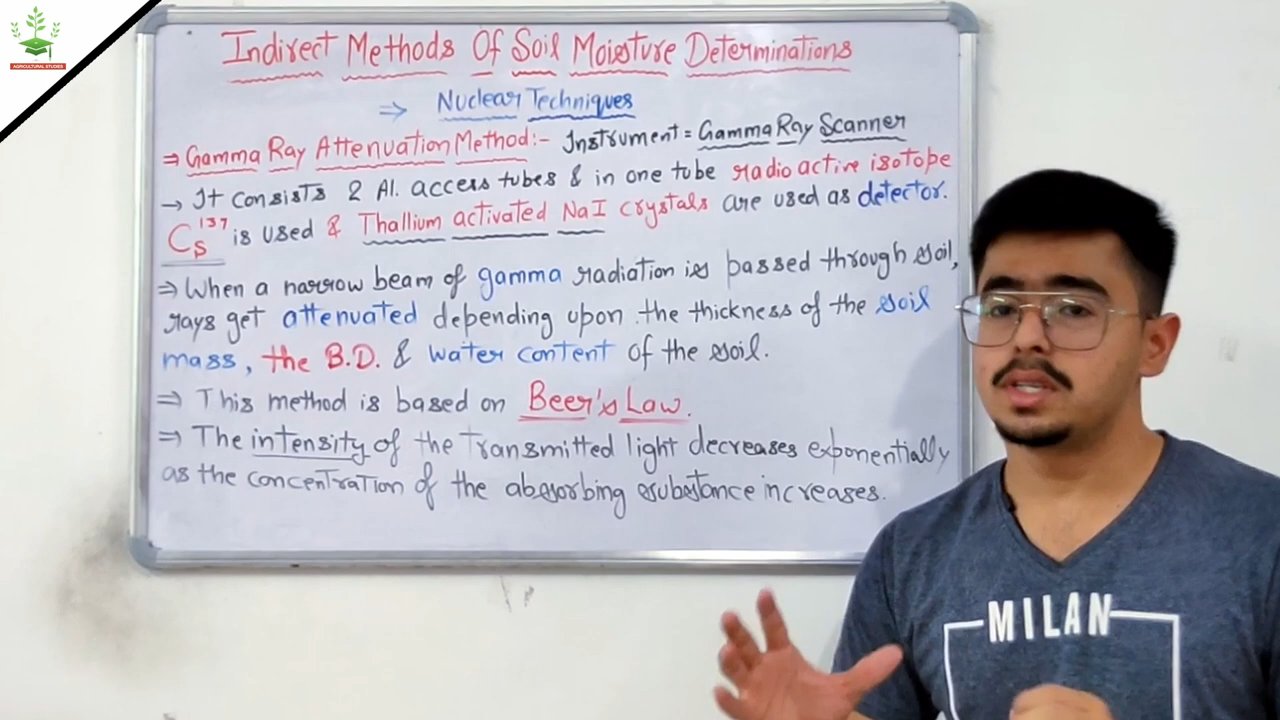 AGRICULTURAL STUDIES
Indirect Methods Of Soil Moisture Determinations
⇒ Nuclear Techniques
⇒ Gamma Ray Attenuation Method:- Instrument = Gamma Ray Scanner
→ It consists 2 Al. access tubes & in one tube radio active isotope
Cs¹³⁷ is used & Thallium activated NaI crystals are used as detector.
⇒ When a narrow beam of gamma radiation is passed through soil,
rays get attenuated depending upon the thickness of the soil
mass, the B.D. & water content of the soil.
⇒ This method is based on Beer's Law.
⇒ The intensity of the transmitted light decreases exponentially
as the concentration of the absorbing substance increases.
MILAN